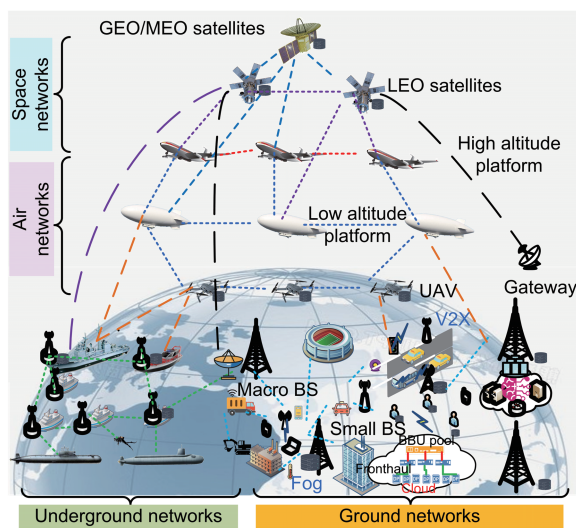 GEO/MEO satellites
Space
networks
LEO satellites
High altitude
platform
Air
networks
Low altitude
platform
UAV
Gateway
V2X
Macro BS
Small BS
BBU pool
Fronthaul
Fog
Cloud
Underground networks
Ground networks